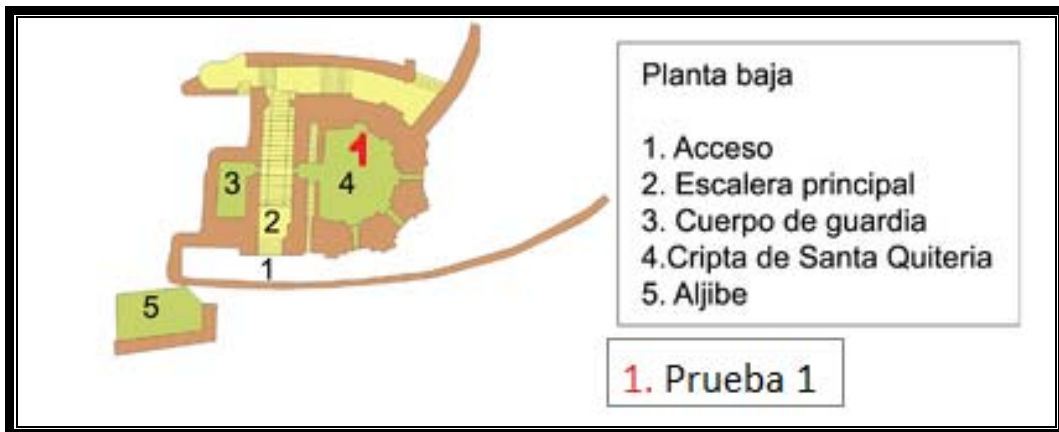 1
3
4
2
1
5
Planta baja
1. Acceso
2. Escalera principal
3. Cuerpo de guardia
4.Cripta de Santa Quiteria
5. Aljibe
1. Prueba 1